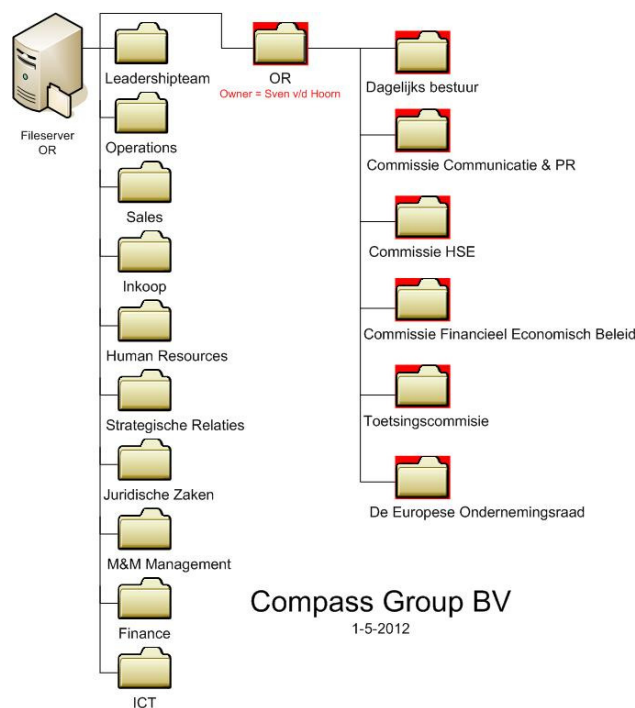 Fileserver
OR
Leadershipteam
Operations
Sales
Inkoop
Human Resources
Strategische Relaties
Juridische Zaken
M&M Management
Finance
ICT
OR
Owner = Sven v/d Hoorn
Dagelijks bestuur
Commissie Communicatie & PR
Commissie HSE
Commissie Financieel Economisch Beleid
Toetsingscommisie
De Europese Ondernemingsraad
Compass Group BV
1-5-2012